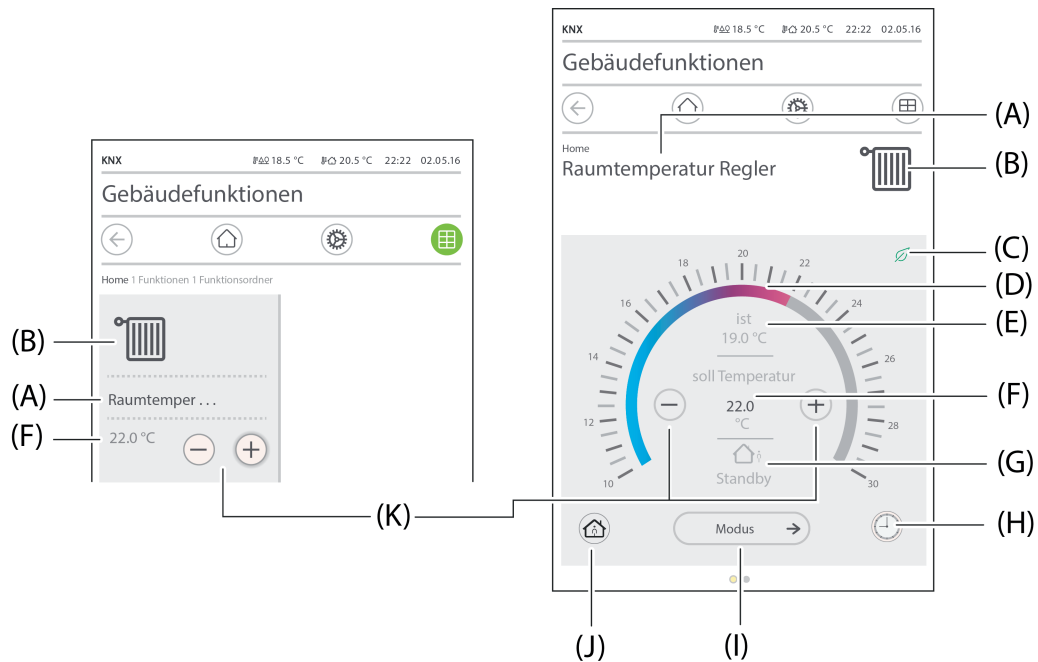 KNX 18.5 °C 20.5 °C 22:22 02.05.16
Gebäudefunktionen
Home 1 Funktionen 1 Funktionsordner
(B)
(A) Raumtemper . . .
(F) 22.0 °C
(K)
KNX 18.5 °C 20.5 °C 22:22 02.05.16
Gebäudefunktionen
(A)
Home
Raumtemperatur Regler
(B)
(C)
20
18 22
(D)
16 24
ist
(E)
19.0 °C
14 26
soll Temperatur
22.0 (F)
°C
12 28
(G)
Standby
10 30
Modus
(H)
(J) (I)